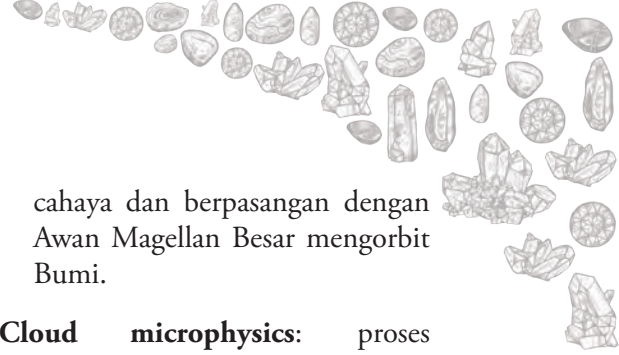 cahaya dan berpasangan dengan
Awan Magellan Besar mengorbit
Bumi.
Cloud microphysics: proses